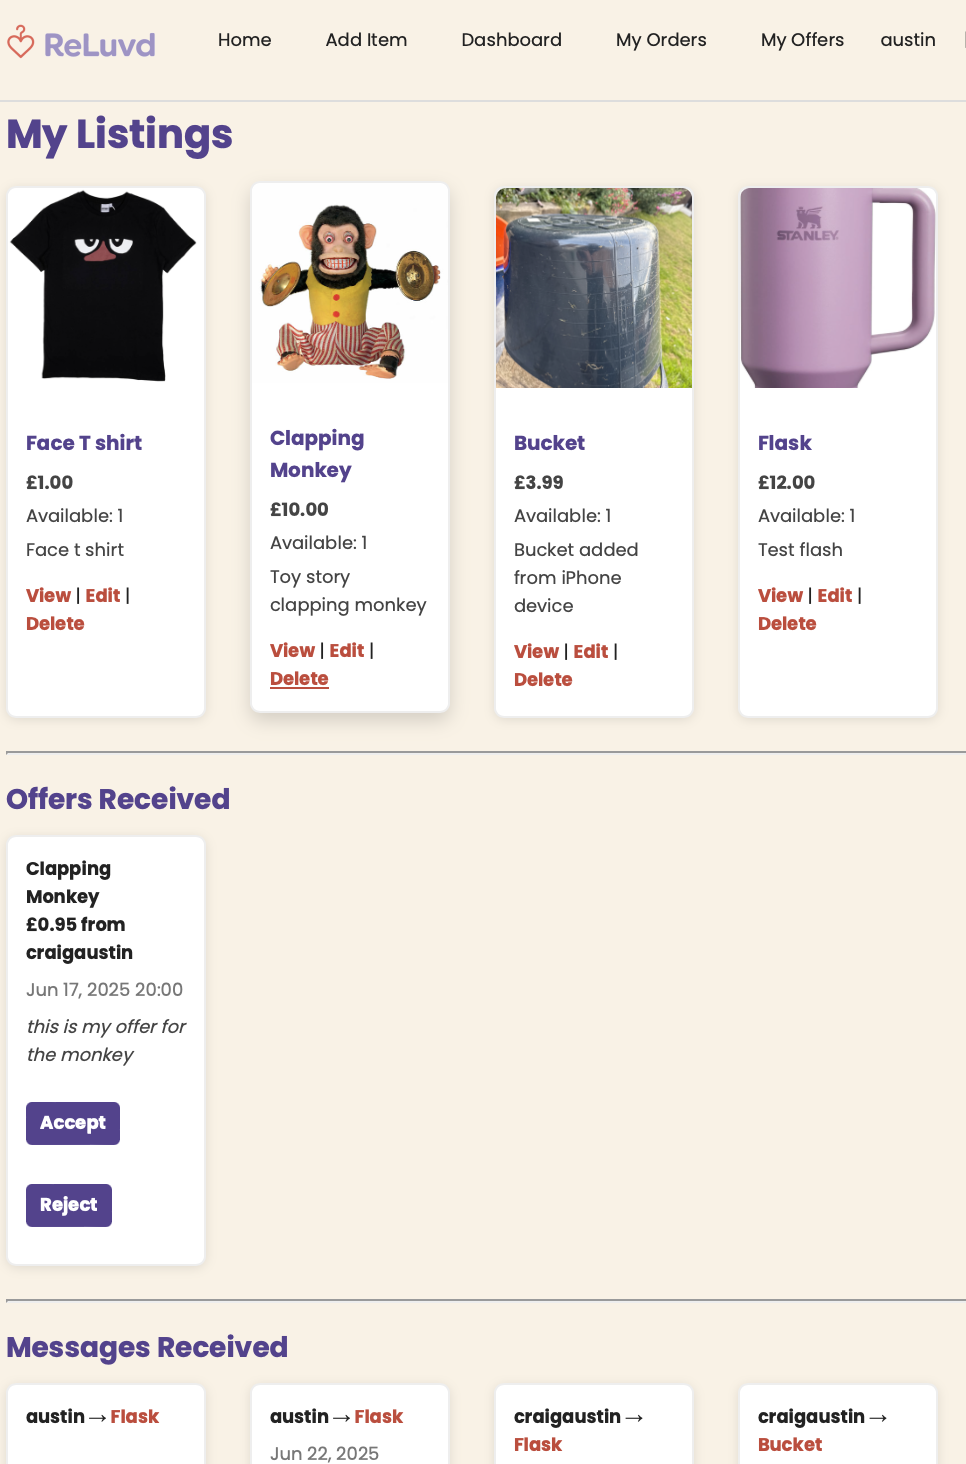 ReLuvd
Home Add Item Dashboard My Orders My Offers austin
My Listings
STANLEY
Face T shirt
£1.00
Available: 1
Face t shirt
View | Edit |
Delete
Clapping
Monkey
£10.00
Available: 1
Toy story
clapping monkey
View | Edit |
Delete
Bucket
£3.99
Available: 1
Bucket added
from iPhone
device
View | Edit |
Delete
Flask
£12.00
Available: 1
Test flash
View | Edit |
Delete
Offers Received
Clapping
Monkey
£0.95 from
craigaustin
Jun 17, 2025 20:00
this is my offer for
the monkey
Accept
Reject
Messages Received
austin → Flask
austin → Flask
Jun 22, 2025
craigaustin →
Flask
craigaustin →
Bucket